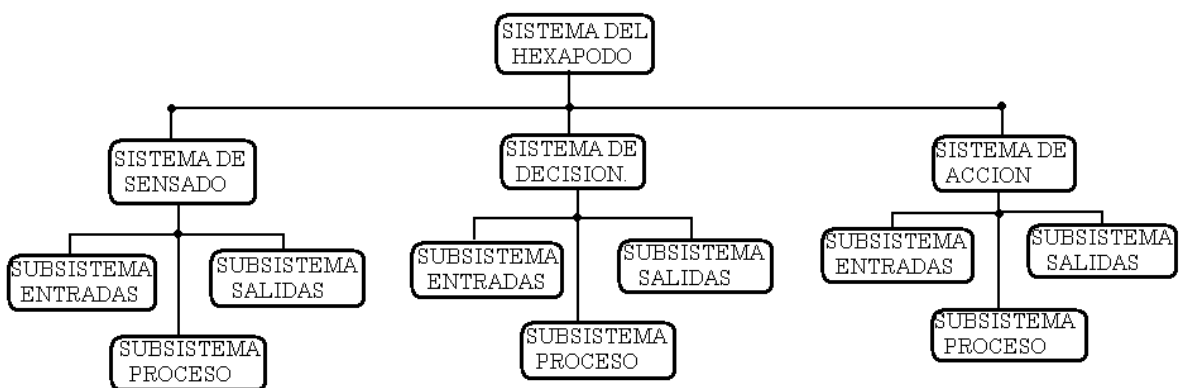 SISTEMA DEL
HEXAPODO
SISTEMA DE
SENSADO
SISTEMA DE
DECISION.
SISTEMA DE
ACCION
SUBSISTEMA
ENTRADAS
SUBSISTEMA
SALIDAS
SUBSISTEMA
PROCESO
SUBSISTEMA
ENTRADAS
SUBSISTEMA
SALIDAS
SUBSISTEMA
PROCESO
SUBSISTEMA
ENTRADAS
SUBSISTEMA
SALIDAS
SUBSISTEMA
PROCESO